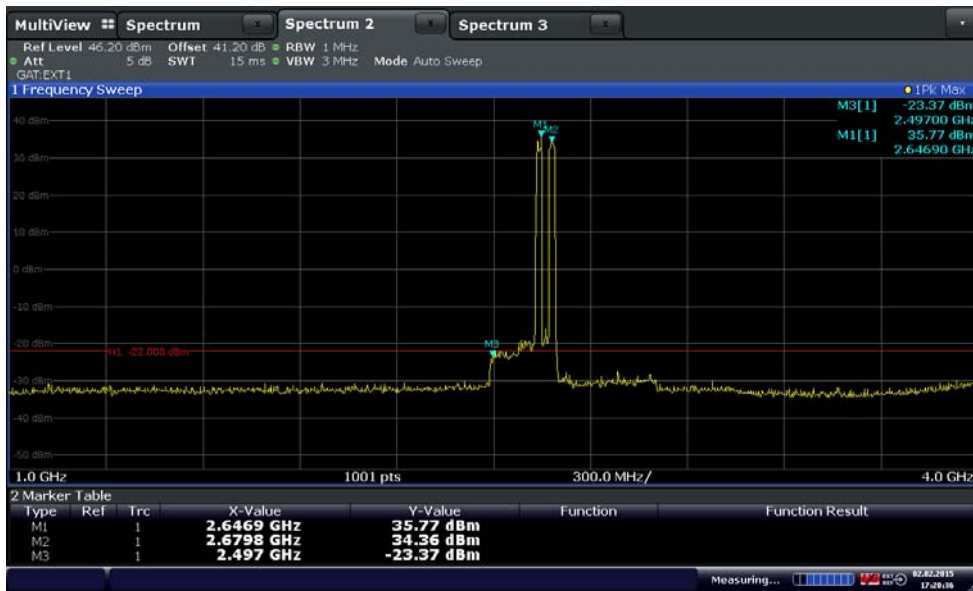 MultiView Spectrum x Spectrum 2 x Spectrum 3 x
Ref Level 46.20 dBm Offset 41.20 dB RBW 1 MHz
Att 5 dB SWT 15 ms VBW 3 MHz Mode Auto Sweep
GAT:EXT1
1 Frequency Sweep 1Pk Max
M3[1] -23.37 dBm
2.49700 GHz
M1[1] 35.77 dBm
2.64690 GHz
40 dBm
M1 M2
30 dBm
20 dBm
10 dBm
0 dBm
-10 dBm
-20 dBm
M3
H1 -22.000 dBm
-30 dBm
-40 dBm
-50 dBm
1.0 GHz 1001 pts 300.0 MHz/ 4.0 GHz
2 Marker Table
Type Ref Trc X-Value Y-Value Function Function Result
M1 1 2.6469 GHz 35.77 dBm
M2 1 2.6798 GHz 34.36 dBm
M3 1 2.497 GHz -23.37 dBm
Measuring... EXT REF 02.02.2015
17:20:36